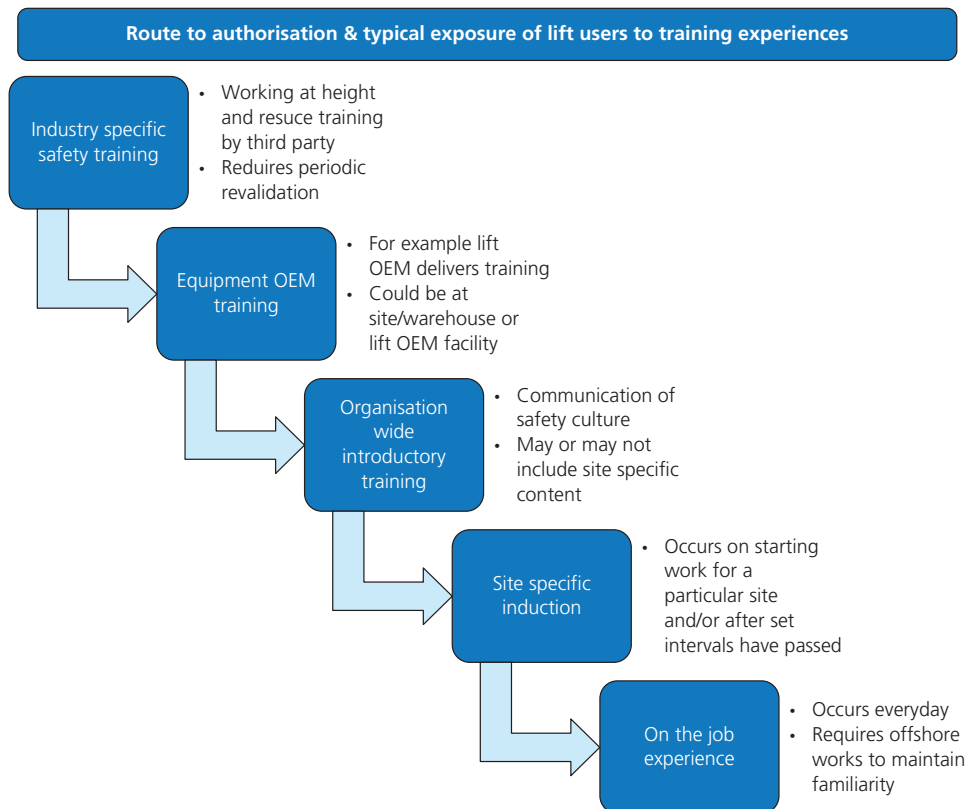 Route to authorisation & typical exposure of lift users to training experiences
Industry specific
safety training
• Working at height
and resuce training
by third party
• Reduires periodic
revalidation
Equipment OEM
training
• For example lift
OEM delivers training
• Could be at
site/warehouse or
lift OEM facility
Organisation
wide
introductory
training
• Communication of
safety culture
• May or may not
include site specific
content
Site specific
induction
• Occurs on starting
work for a
particular site
and/or after set
intervals have passed
On the job
experience
• Occurs everyday
• Requires offshore
works to maintain
familiarity